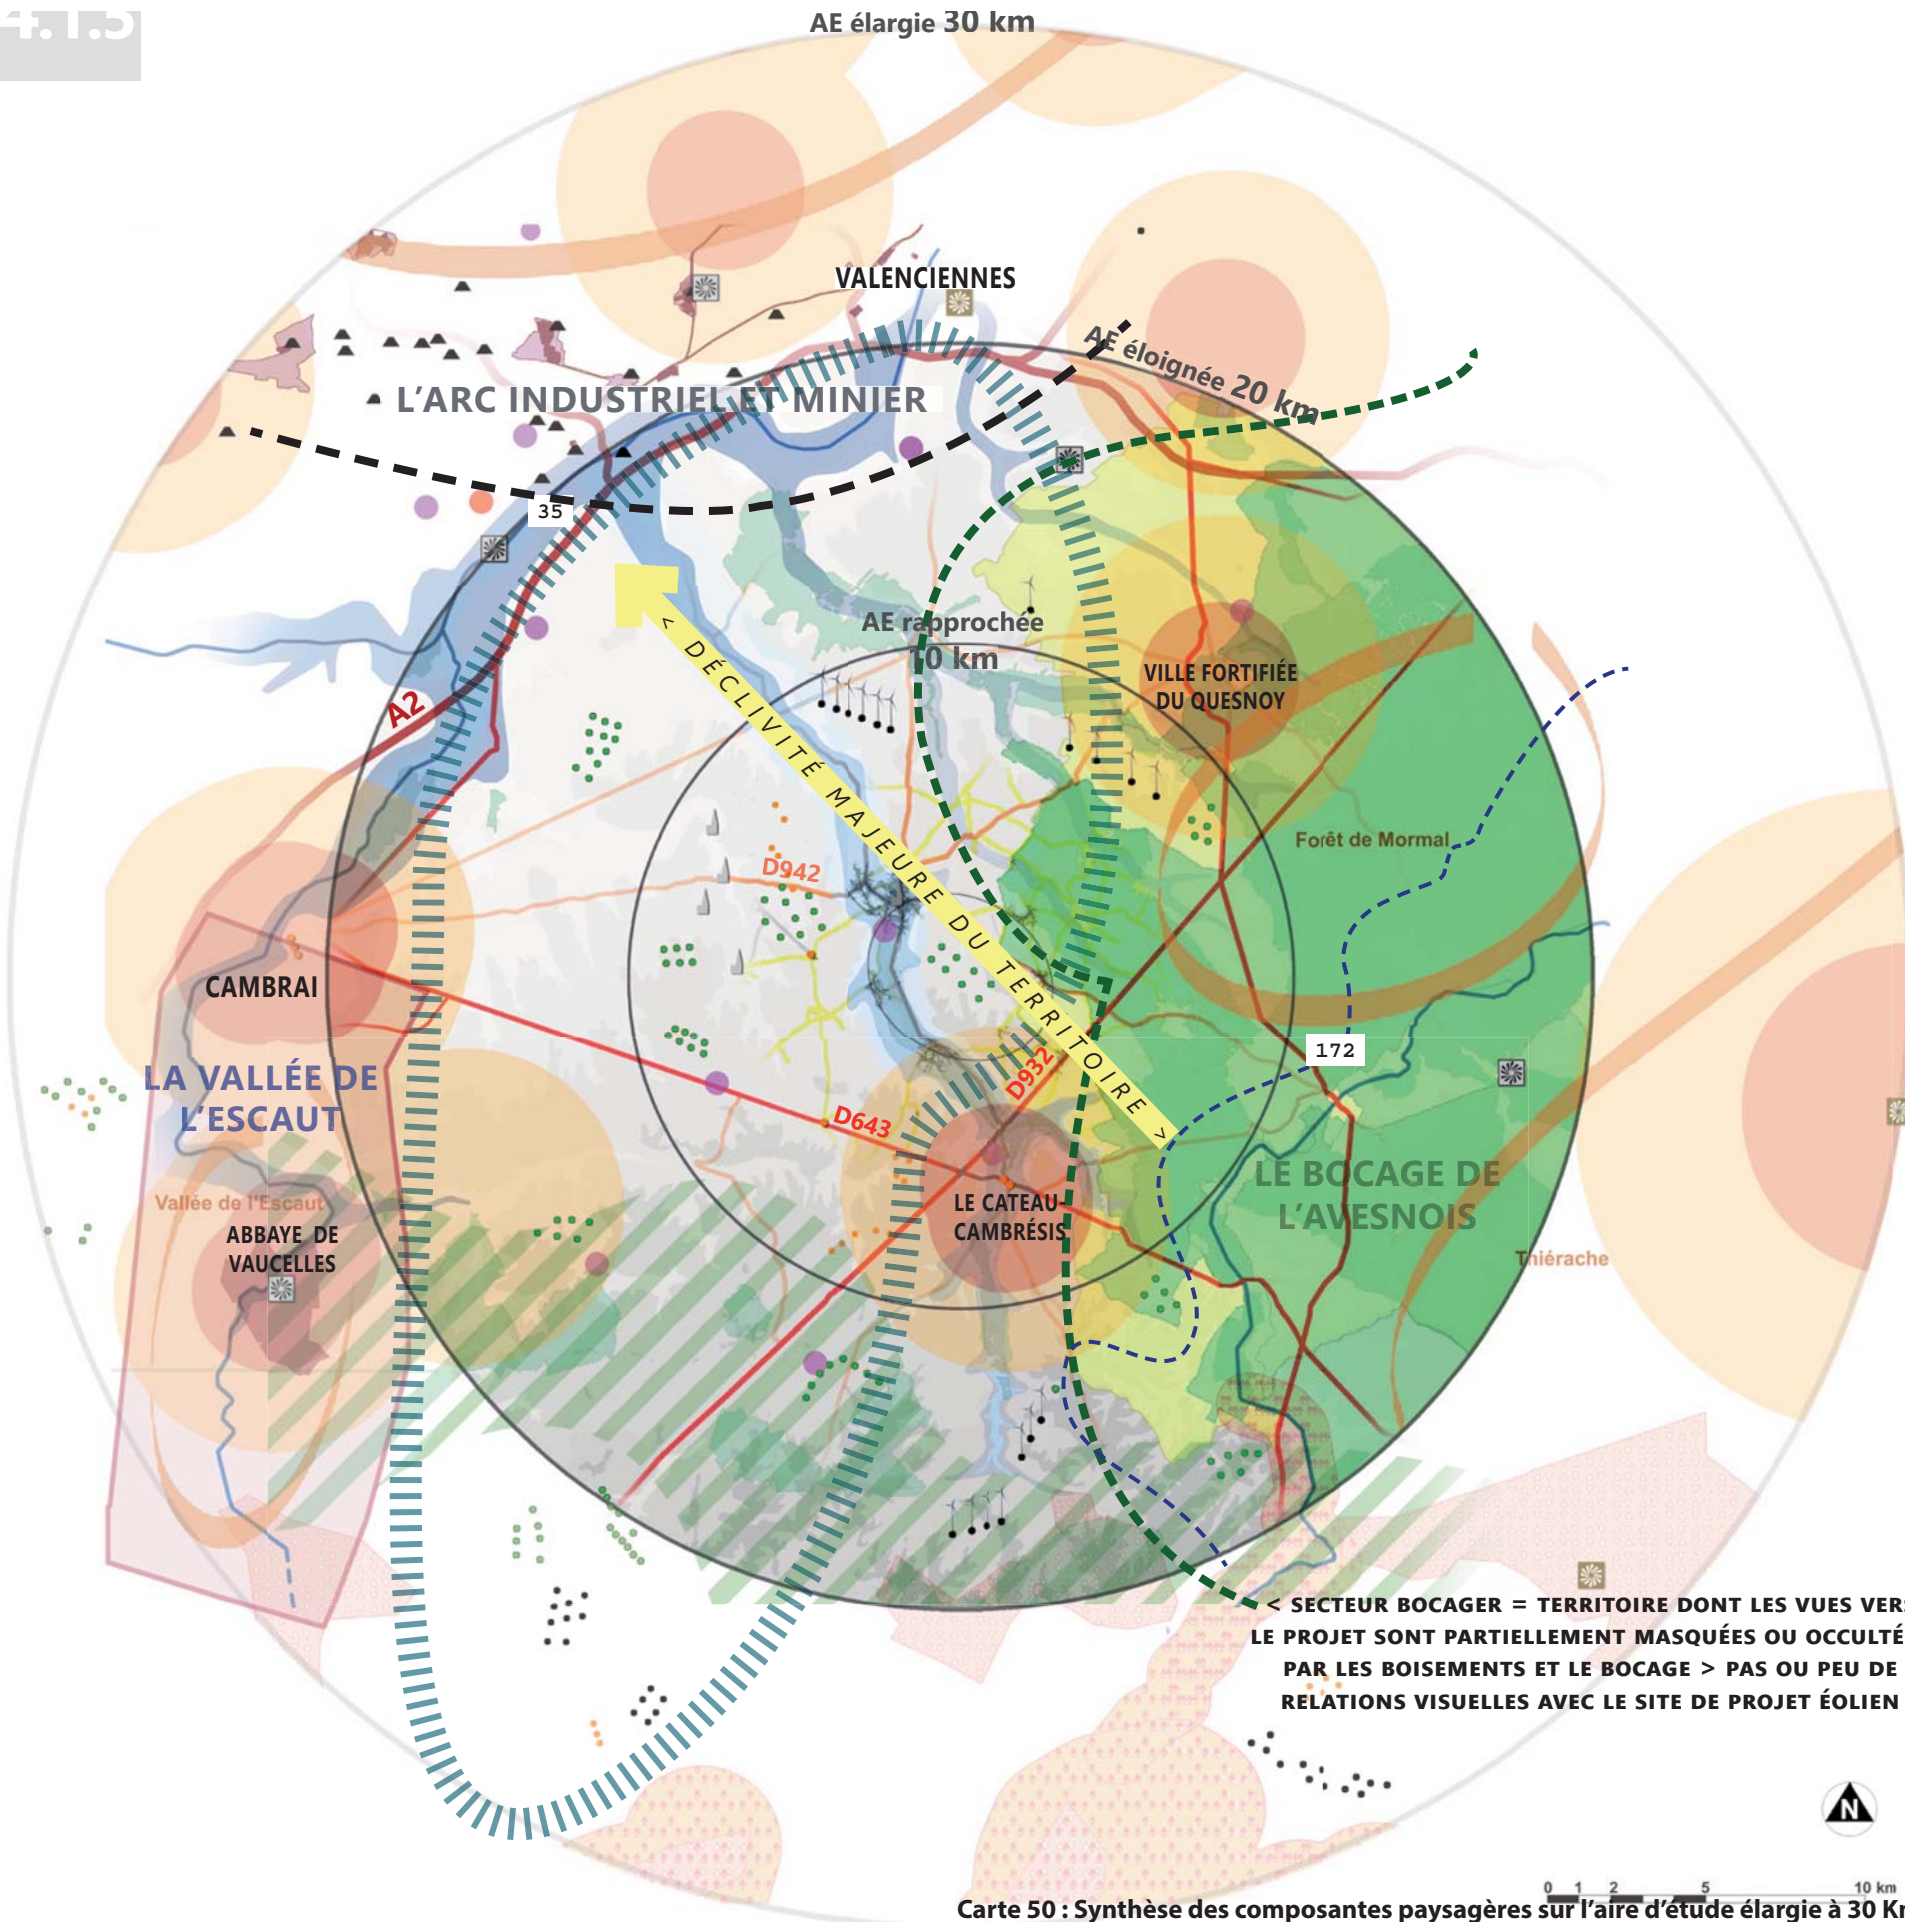 4.1.5
AE élargie 30 km
VALENCIENNES
AE éloignée 20 km
L'ARC INDUSTRIEL ET MINIER
35
AE rapprochée
10 km
VILLE FORTIFIÉE
DU QUESNOY
A2
< DÉCLIVITÉ MAJEURE DU TERRITOIRE >
Forêt de Mormal
D942
CAMBRAI
172
D932
LA VALLÉE DE
L'ESCAUT
D643
LE BOCAGE DE
L'AVESNOIS
Vallée de l'Escaut
ABBAYE DE
VAUCELLES
LE CATEAU-
CAMBRÉSIS
Thiérache
< SECTEUR BOCAGER = TERRITOIRE DONT LES VUES VERS
LE PROJET SONT PARTIELLEMENT MASQUÉES OU OCCULTÉ
PAR LES BOISEMENTS ET LE BOCAGE > PAS OU PEU DE
RELATIONS VISUELLES AVEC LE SITE DE PROJET ÉOLIEN
N
0 1 2 5 10 km
Carte 50 : Synthèse des composantes paysagères sur l'aire d'étude élargie à 30 Km